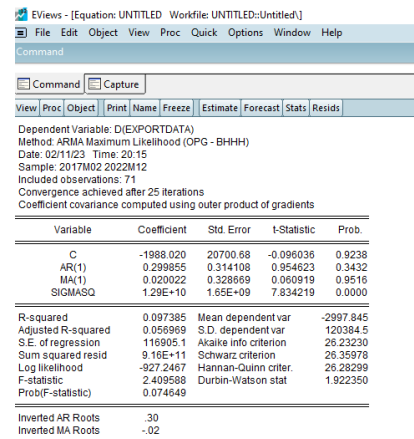 EViews - [Equation: UNTITLED Workfile: UNTITLED::Untitled\]
File Edit Object View Proc Quick Options Window Help
Command
Command Capture
View Proc Object Print Name Freeze Estimate Forecast Stats Resids
Dependent Variable: D(EXPORTDATA)
Method: ARMA Maximum Likelihood (OPG - BHHH)
Date: 02/11/23 Time: 20:15
Sample: 2017M02 2022M12
Included observations: 71
Convergence achieved after 25 iterations
Coefficient covariance computed using outer product of gradients
Variable Coefficient Std. Error t-Statistic Prob.
C -1988.020 20700.68 -0.096036 0.9238
AR(1) 0.299855 0.314108 0.954623 0.3432
MA(1) 0.020022 0.328669 0.060919 0.9516
SIGMASQ 1.29E+10 1.65E+09 7.834219 0.0000
R-squared 0.097385 Mean dependent var -2997.845
Adjusted R-squared 0.056969 S.D. dependent var 120384.5
S.E. of regression 116905.1 Akaike info criterion 26.23230
Sum squared resid 9.16E+11 Schwarz criterion 26.35978
Log likelihood -927.2467 Hannan-Quinn criter. 26.28299
F-statistic 2.409588 Durbin-Watson stat 1.922350
Prob(F-statistic) 0.074649
Inverted AR Roots .30
Inverted MA Roots -.02